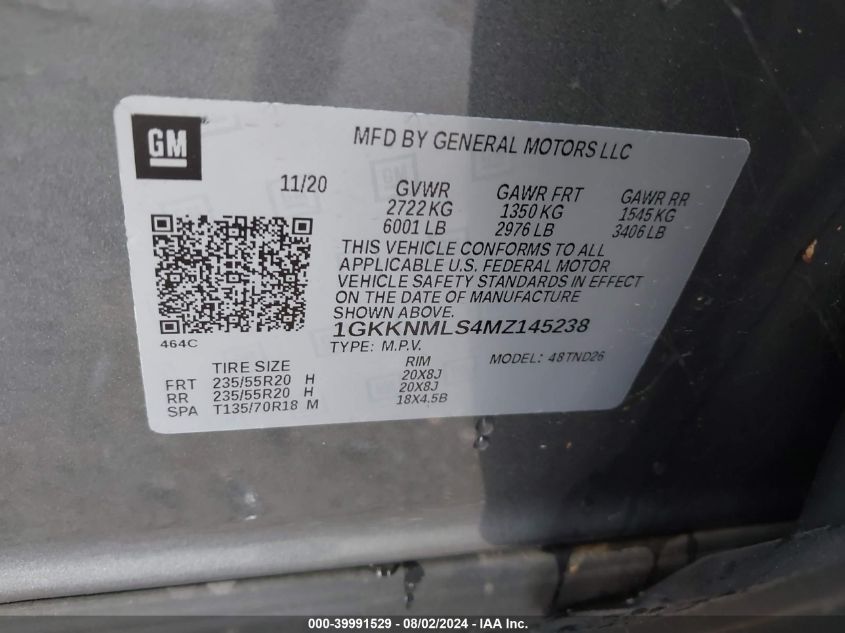 GM
MFD BY GENERAL MOTORS LLC
11/20
GVWR
2722 KG
6001 LB
GAWR FRT
1350 KG
2976 LB
GAWR RR
1545 KG
3406 LB
THIS VEHICLE CONFORMS TO ALL
APPLICABLE U.S. FEDERAL MOTOR
VEHICLE SAFETY STANDARDS IN EFFECT
ON THE DATE OF MANUFACTURE
SHOWN ABOVE.
1GKKNMLS4MZ145238
464C
TYPE: M.P.V. MODEL: 48TND26
TIRE SIZE RIM
FRT 235/55R20 H 20X8J
RR 235/55R20 H 20X8J
SPA T135/70R18 M 18X4.5B
000-39991529 - 08/02/2024 - IAA Inc.